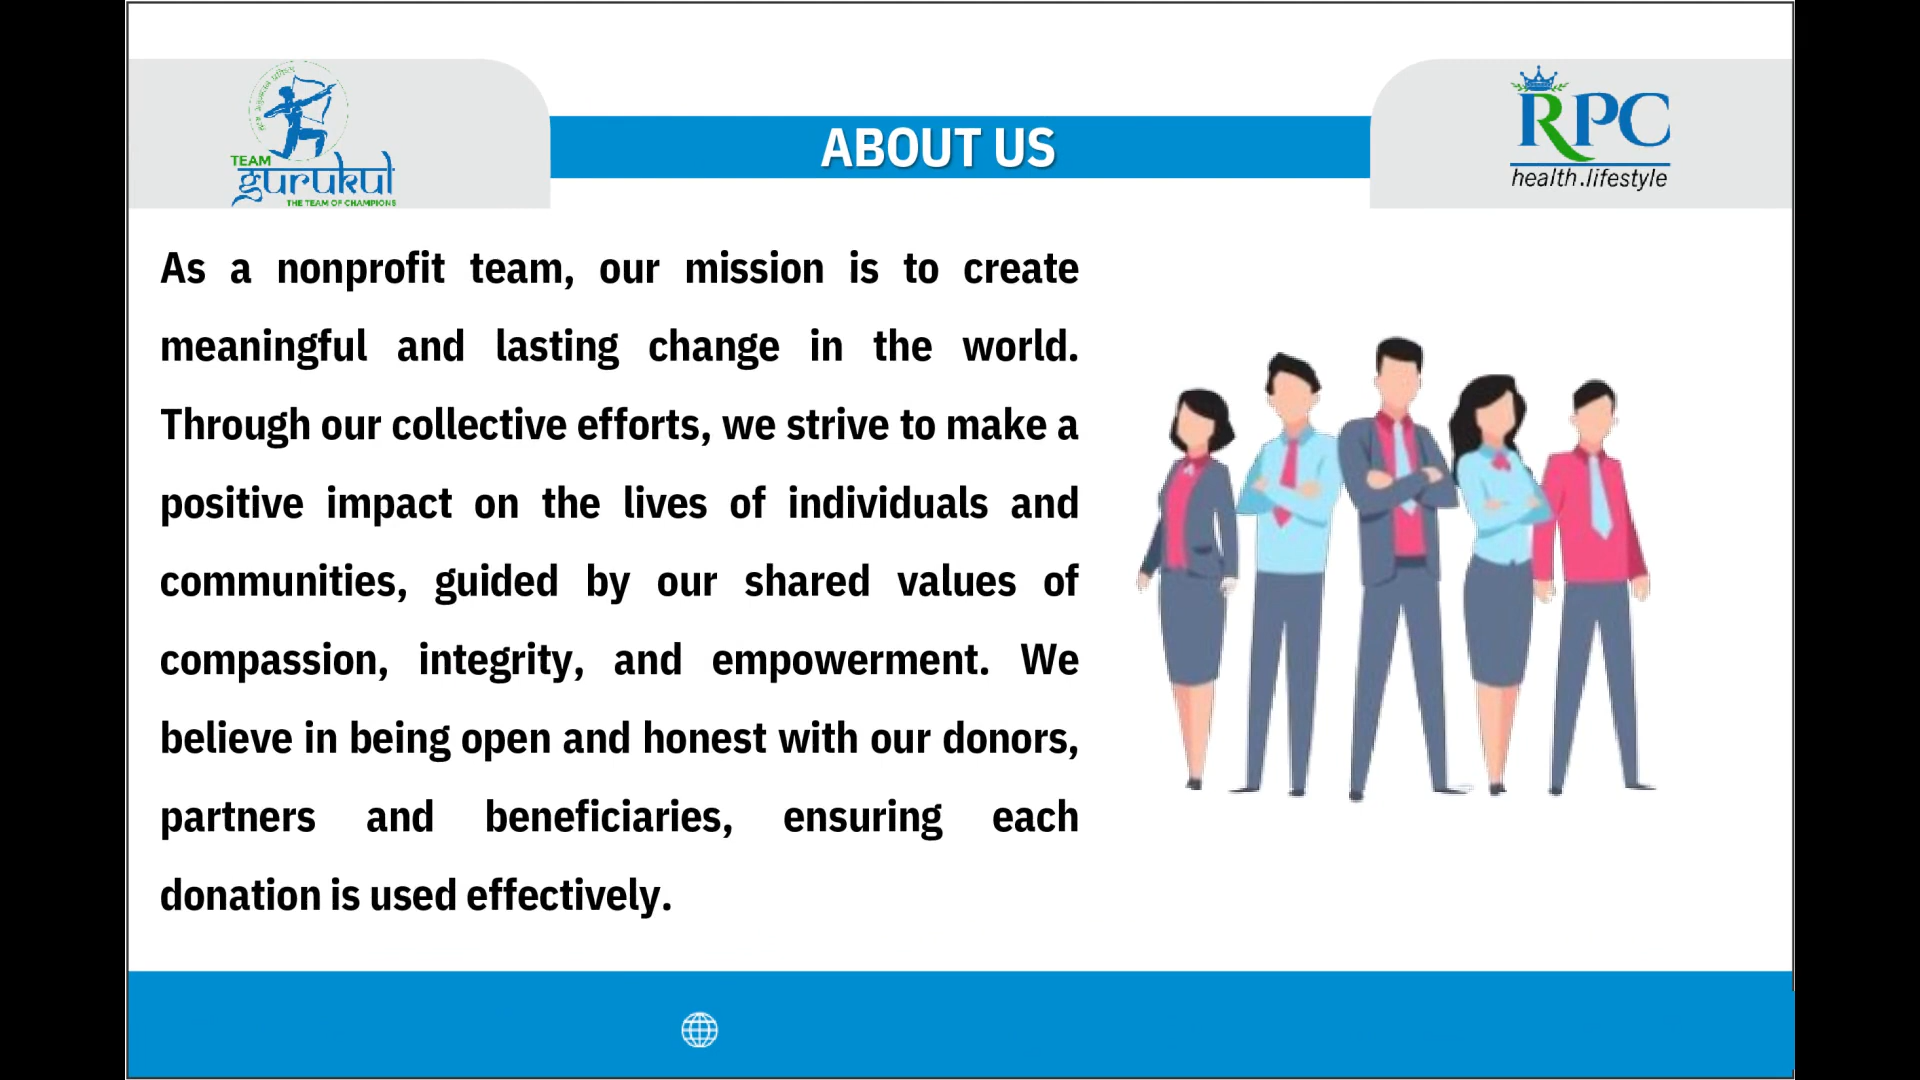 TEAM
gurukul
THE TEAM OF CHAMPIONS
ABOUT US
RPC
health.lifestyle
As a nonprofit team, our mission is to create
meaningful and lasting change in the world.
Through our collective efforts, we strive to make a
positive impact on the lives of individuals and
communities, guided by our shared values of
compassion, integrity, and empowerment. We
believe in being open and honest with our donors,
partners and beneficiaries, ensuring each
donation is used effectively.